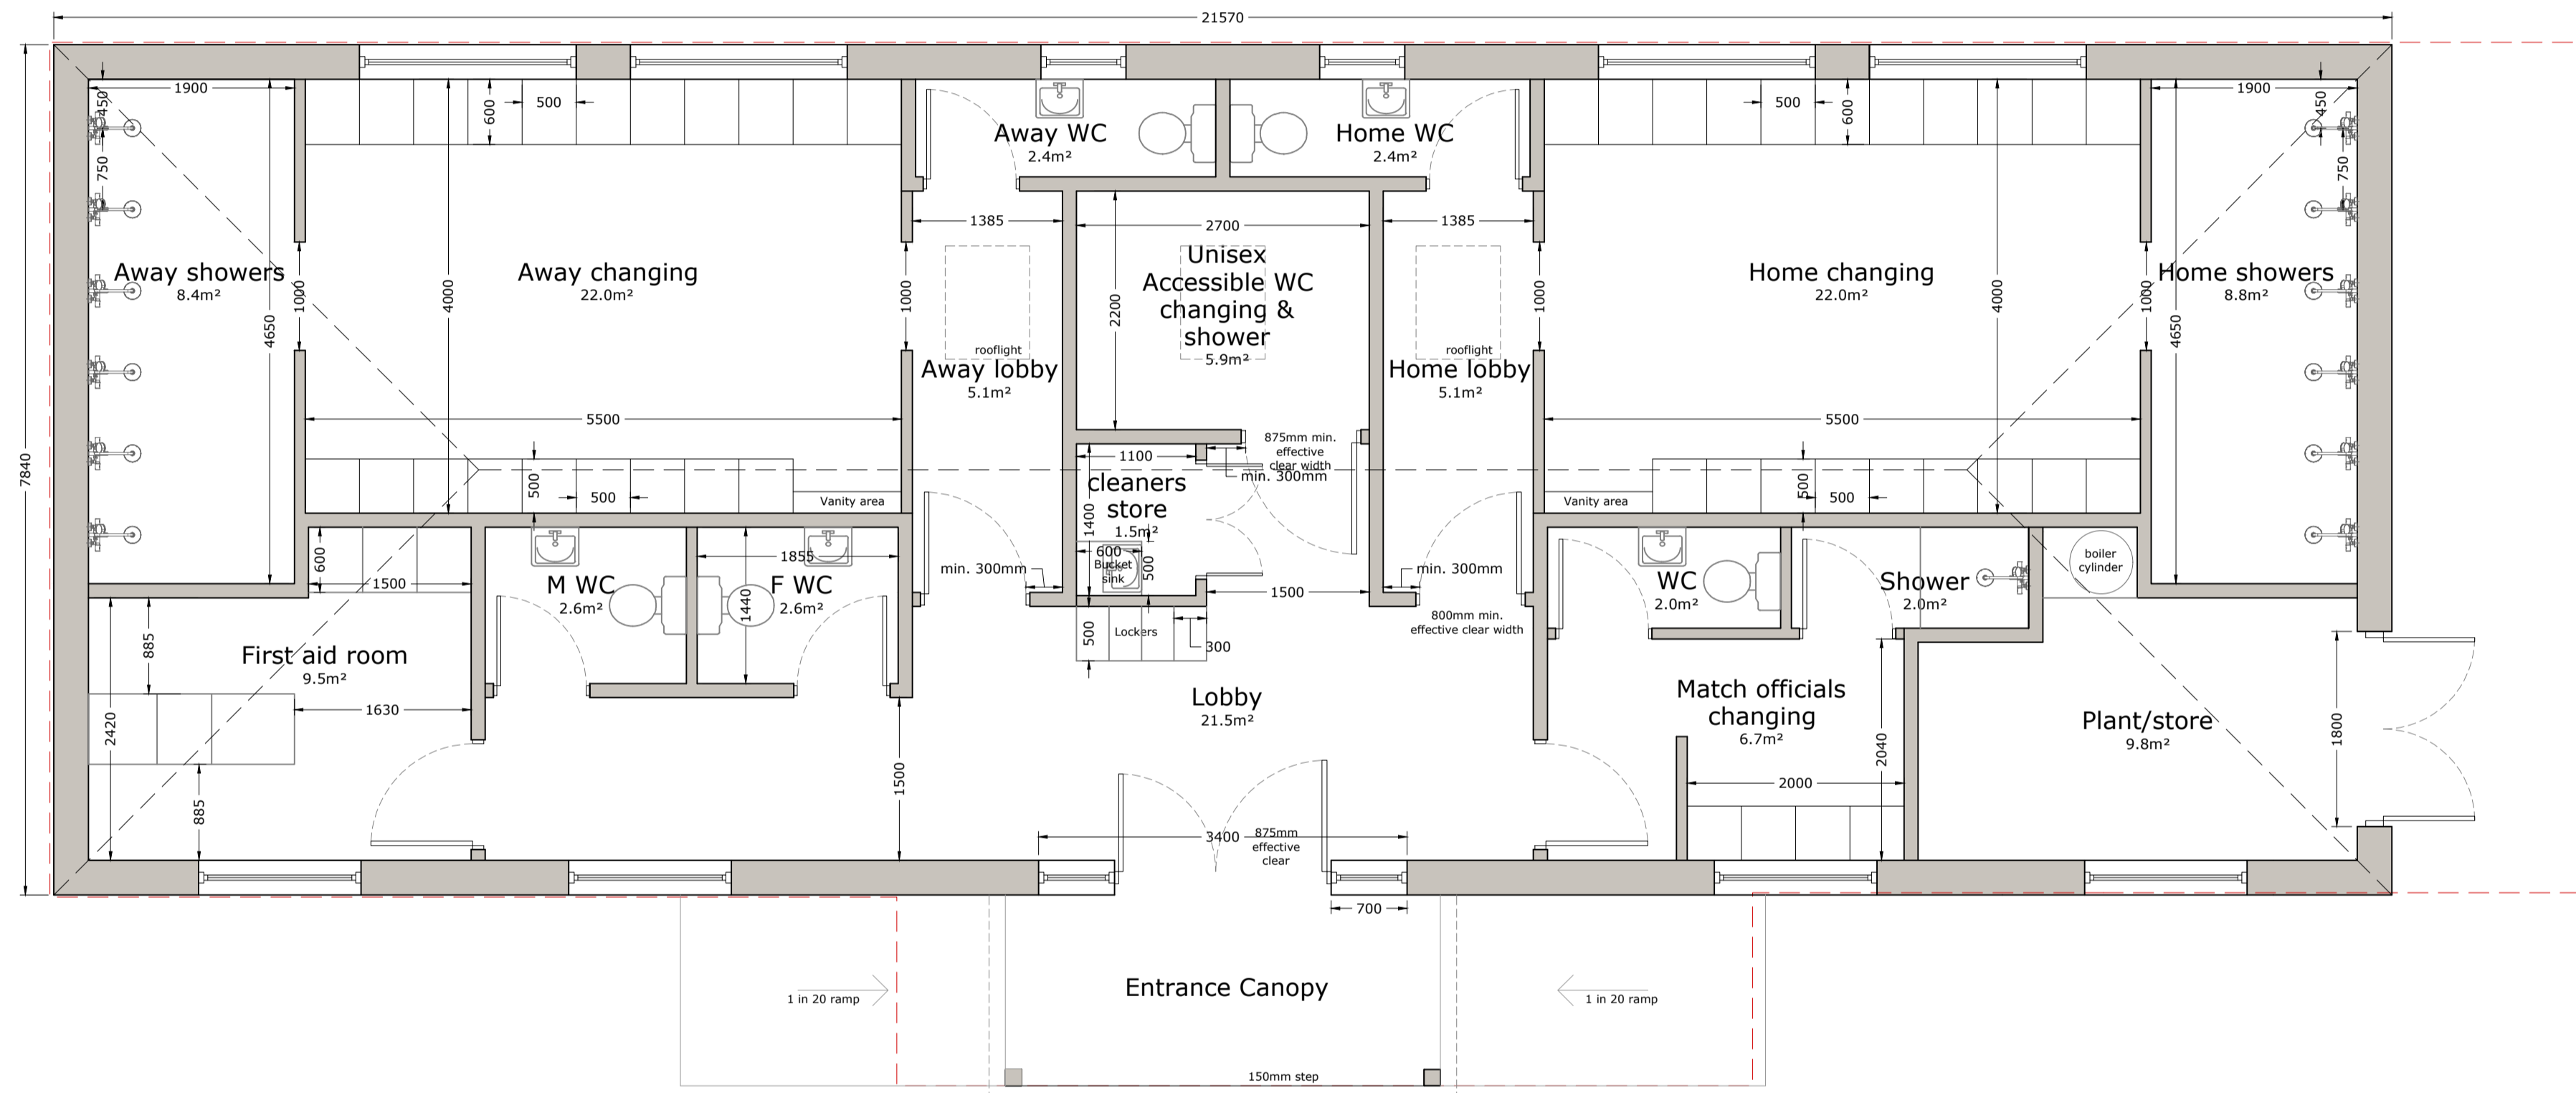 21570
1900
450
750
600
500
Away WC
2.4m²
Home WC
2.4m²
500
600
1900
450
750
1385
2700
1385
Away showers
8.4m²
1000
4650
4000
Away changing
22.0m²
1000
2200
Unisex
Accessible WC
changing &
shower
5.9m²
rooflight
Away lobby
5.1m²
rooflight
Home lobby
5.1m²
1000
Home changing
22.0m²
4000
1000
4650
Home showers
8.8m²
5500
5500
7840
500
500
Vanity area
1100
875mm min.
effective
clear width
min. 300mm
cleaners
store
1.5m²
1400
600
Bucket
sink
500
Vanity area
500
500
600
1500
M WC
2.6m²
1855
F WC
2.6m²
1440
min. 300mm
1500
min. 300mm
800mm min.
effective clear width
WC
2.0m²
Shower
2.0m²
boiler
cylinder
500
Lockers
300
885
First aid room
9.5m²
1630
2420
885
1500
Lobby
21.5m²
Match officials
changing
6.7m²
2040
2000
Plant/store
9.8m²
1800
3400
875mm
effective
clear
700
1 in 20 ramp
Entrance Canopy
1 in 20 ramp
150mm step